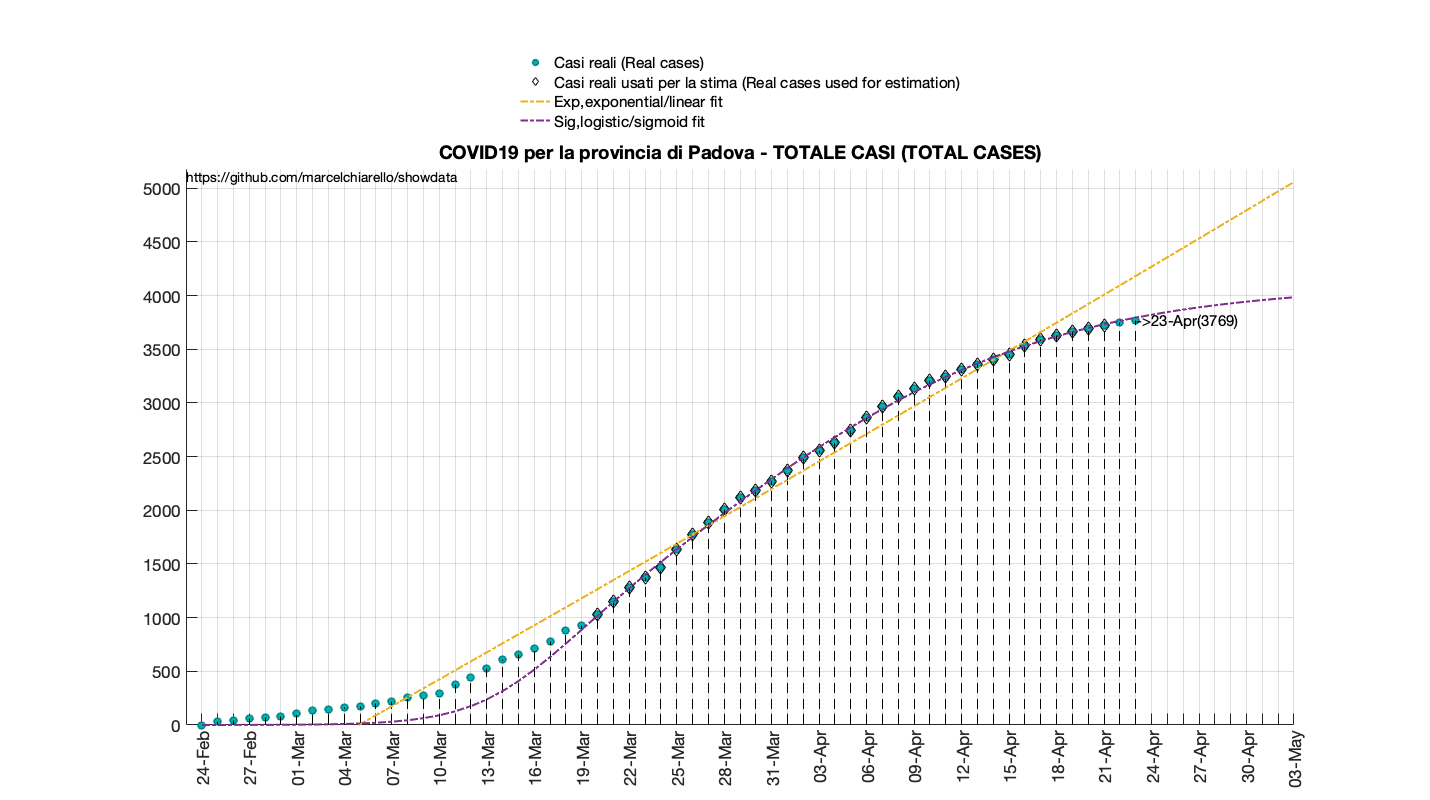 Casi reali (Real cases)
Casi reali usati per la stima (Real cases used for estimation)
Exp,exponential/linear fit
Sig,logistic/sigmoid fit
COVID19 per la provincia di Padova - TOTALE CASI (TOTAL CASES)
https://github.com/marcelchiarello/showdata
5000
4500
4000
3500
3000
2500
2000
1500
1000
500
0
->23-Apr(3769)
24-Feb
27-Feb
01-Mar
04-Mar
07-Mar
10-Mar
13-Mar
16-Mar
19-Mar
22-Mar
25-Mar
28-Mar
31-Mar
03-Apr
06-Apr
09-Apr
12-Apr
15-Apr
18-Apr
21-Apr
24-Apr
27-Apr
30-Apr
03-May